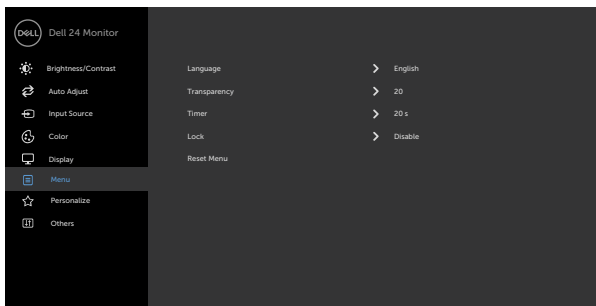 DELL Dell 24 Monitor
Brightness/Contrast Language English
Auto Adjust Transparency 20
Input Source Timer 20 s
Color Lock Disable
Display Reset Menu
Menu
Personalize
Others